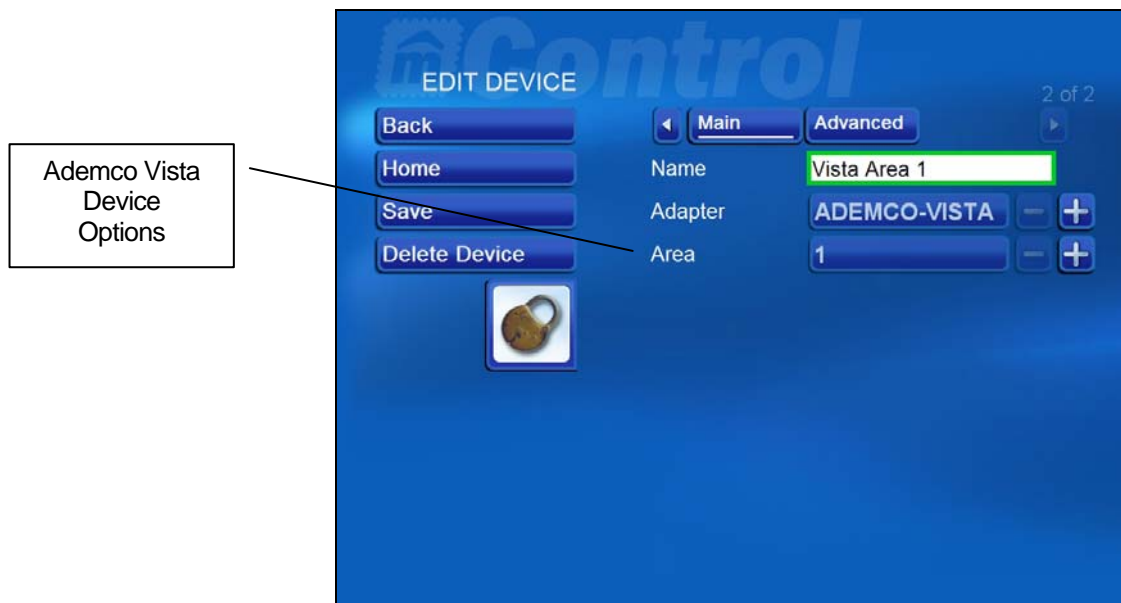 mControl
EDIT DEVICE
2 of 2
Back
Main
Advanced
Home
Name
Vista Area 1
Save
Adapter
ADEMCO-VISTA
Delete Device
Area
1
Ademco Vista
Device
Options